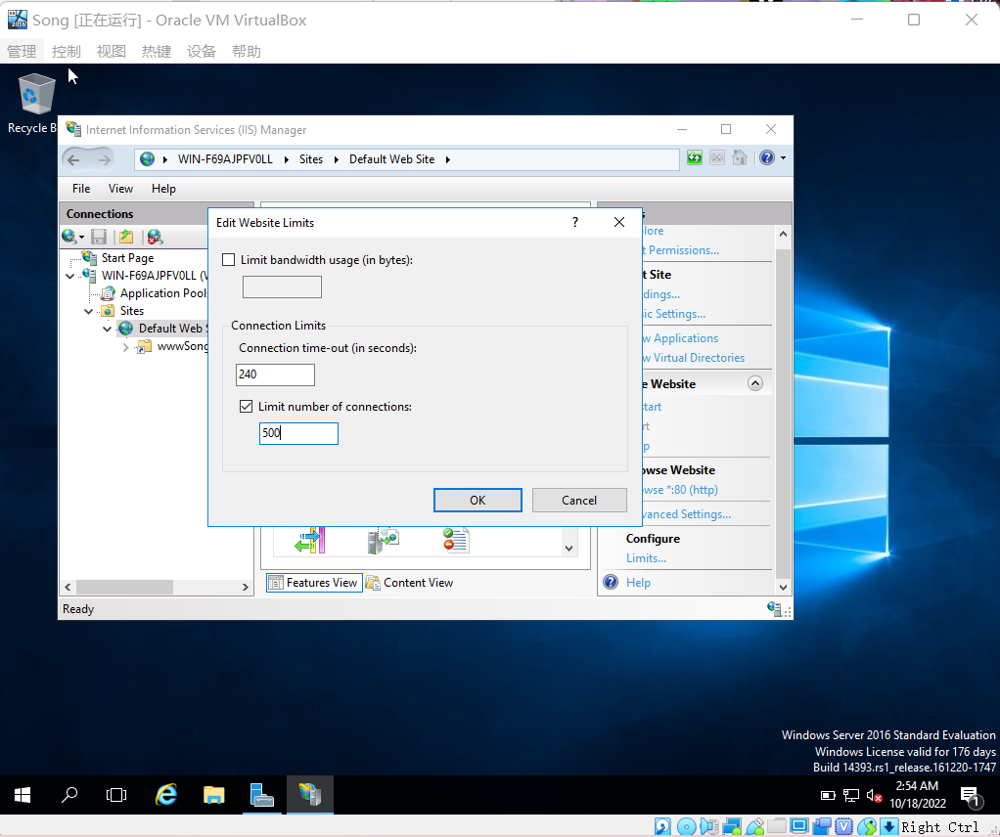 Song [正在运行] - Oracle VM VirtualBox
管理 控制 视图 热键 设备 帮助
Recycle B
Internet Information Services (IIS) Manager
WIN-F69AJPFV0LL Sites Default Web Site
File View Help
Connections
Start Page
WIN-F69AJPFV0LL (W
Application Pools
Sites
Default Web S
wwwSong
Edit Website Limits
?
Limit bandwidth usage (in bytes):
Connection Limits
Connection time-out (in seconds):
240
Limit number of connections:
500
OK Cancel
s
lore
t Permissions...
t Site
dings...
ic Settings...
w Applications
w Virtual Directories
e Website
tart
rt
p
owse Website
wse *:80 (http)
vanced Settings...
Configure
Limits...
Help
Features View Content View
Ready
Windows Server 2016 Standard Evaluation
Windows License valid for 176 days
Build 14393.rs1_release.161220-1747
2:54 AM
10/18/2022
1
Right Ctrl